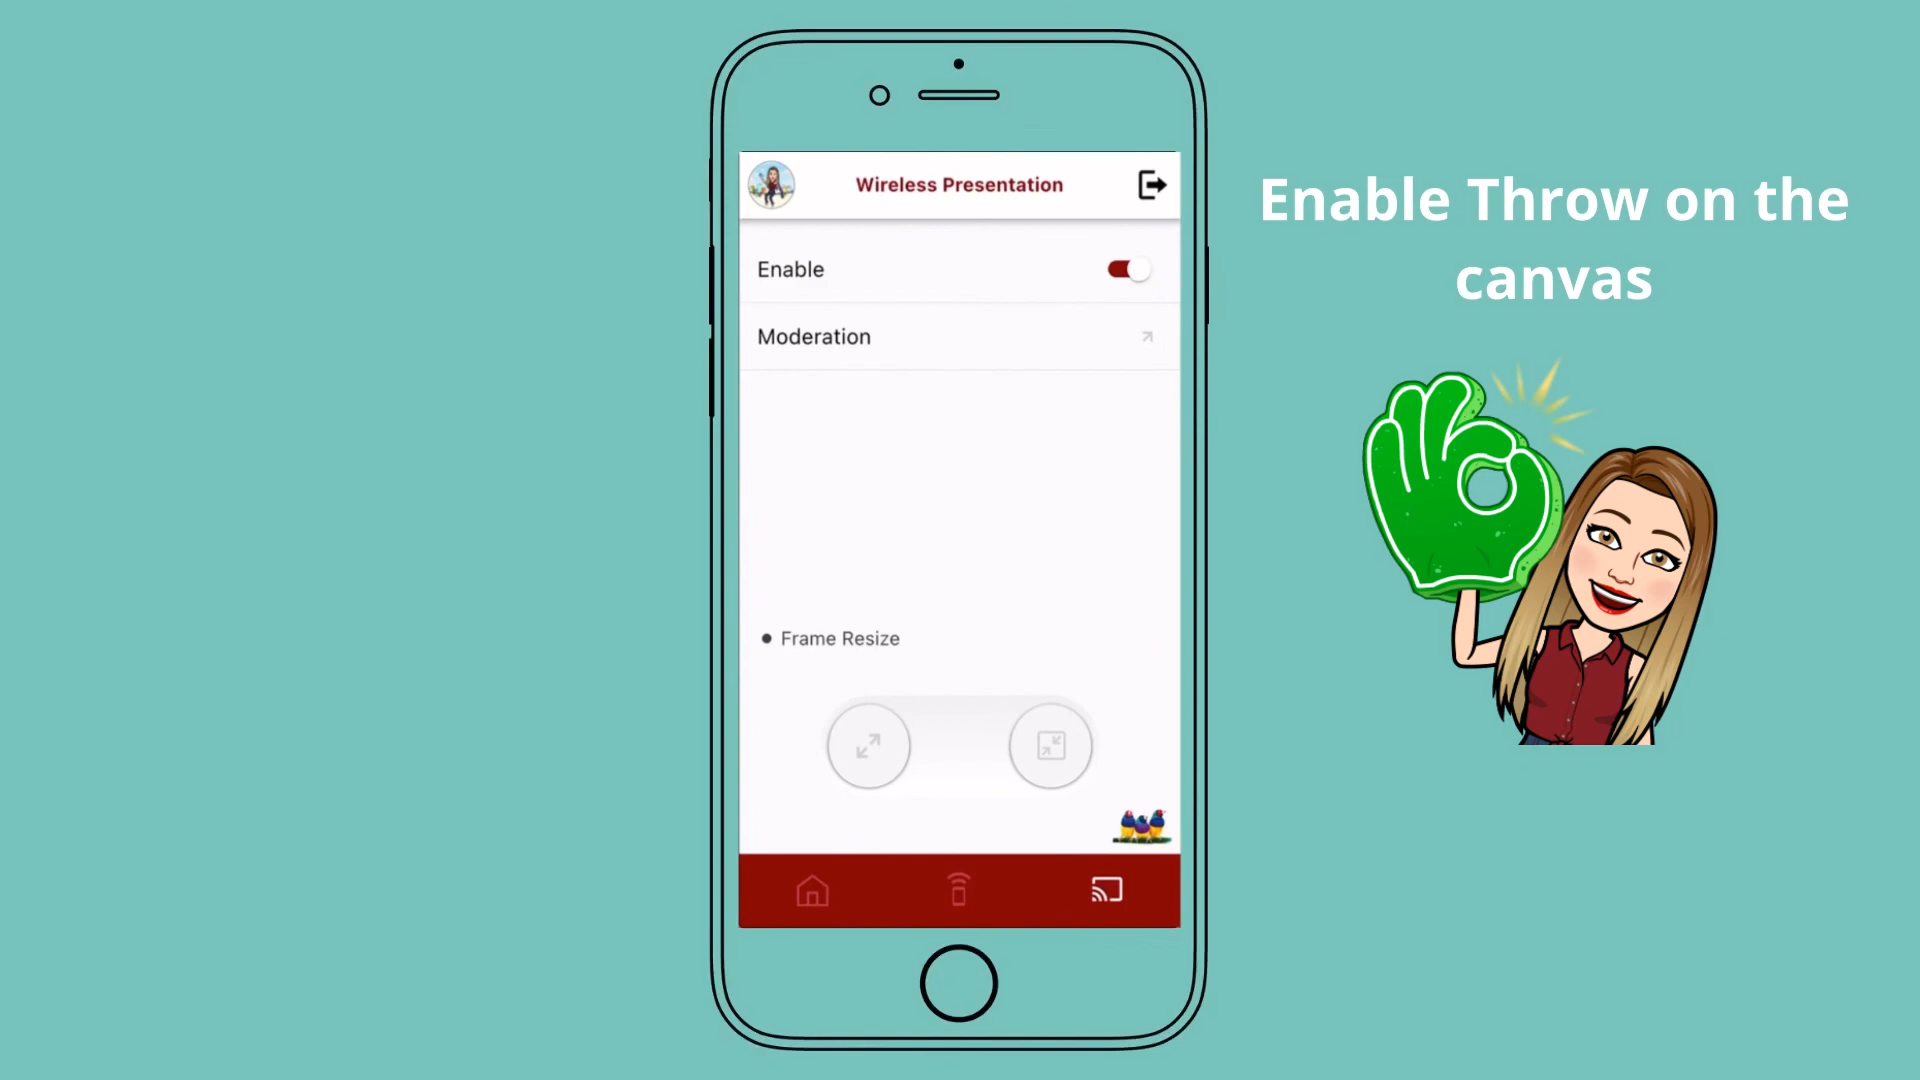 Wireless Presentation
Enable
Moderation
Frame Resize
Enable Throw on the
canvas